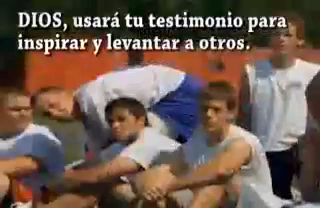 DIOS, usará tu testimonio para
inspirar y levantar a otros.